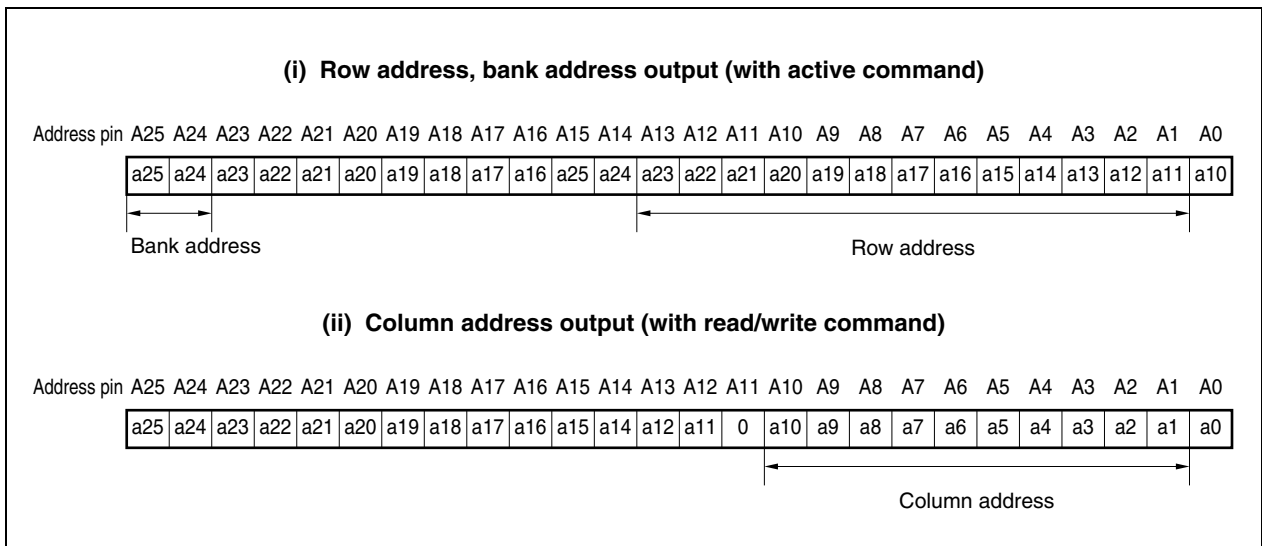 (i) Row address, bank address output (with active command)
Address pin A25 A24 A23 A22 A21 A20 A19 A18 A17 A16 A15 A14 A13 A12 A11 A10 A9 A8 A7 A6 A5 A4 A3 A2 A1 A0
a25 a24 a23 a22 a21 a20 a19 a18 a17 a16 a25 a24 a23 a22 a21 a20 a19 a18 a17 a16 a15 a14 a13 a12 a11 a10
Bank address Row address
(ii) Column address output (with read/write command)
Address pin A25 A24 A23 A22 A21 A20 A19 A18 A17 A16 A15 A14 A13 A12 A11 A10 A9 A8 A7 A6 A5 A4 A3 A2 A1 A0
a25 a24 a23 a22 a21 a20 a19 a18 a17 a16 a15 a14 a12 a11 0 a10 a9 a8 a7 a6 a5 a4 a3 a2 a1 a0
Column address